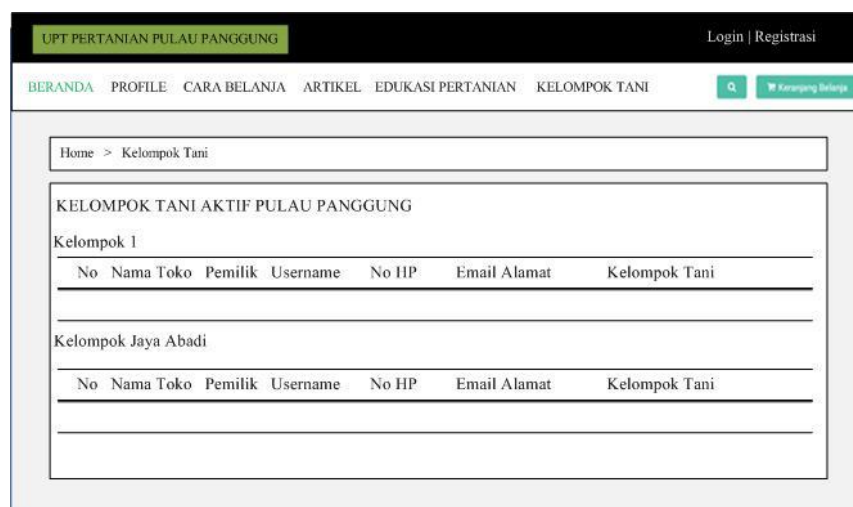 UPT PERTANIAN PULAU PANGGUNG
Login | Registrasi
BERANDA PROFILE CARA BELANJA ARTIKEL EDUKASI PERTANIAN KELOMPOK TANI Keranjang Belanja
Home > Kelompok Tani
KELOMPOK TANI AKTIF PULAU PANGGUNG
Kelompok 1
No Nama Toko Pemilik Username No HP Email Alamat Kelompok Tani
Kelompok Jaya Abadi
No Nama Toko Pemilik Username No HP Email Alamat Kelompok Tani